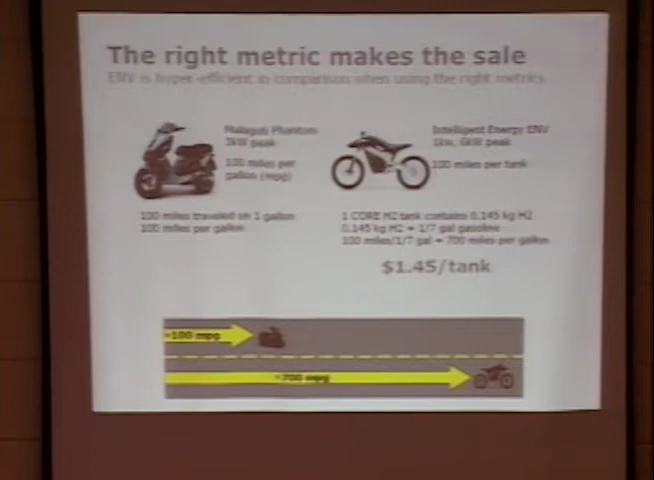 The right metric makes the sale
ENV is hyper-efficient in comparison when using the right metrics
Malaguti Phantom
3kW peak
100 miles per
gallon (mpg)
Intelligent Energy ENV
1kw, 6kW peak
100 miles per tank
100 miles traveled on 1 gallon
100 miles per gallon
1 CORE H2 tank contains 0.145 kg H2
0.145 kg H2 = 1/7 gal gasoline
100 miles/1/7 gal = 700 miles per gallon
$1.45/tank
~100 mpg
~700 mpg